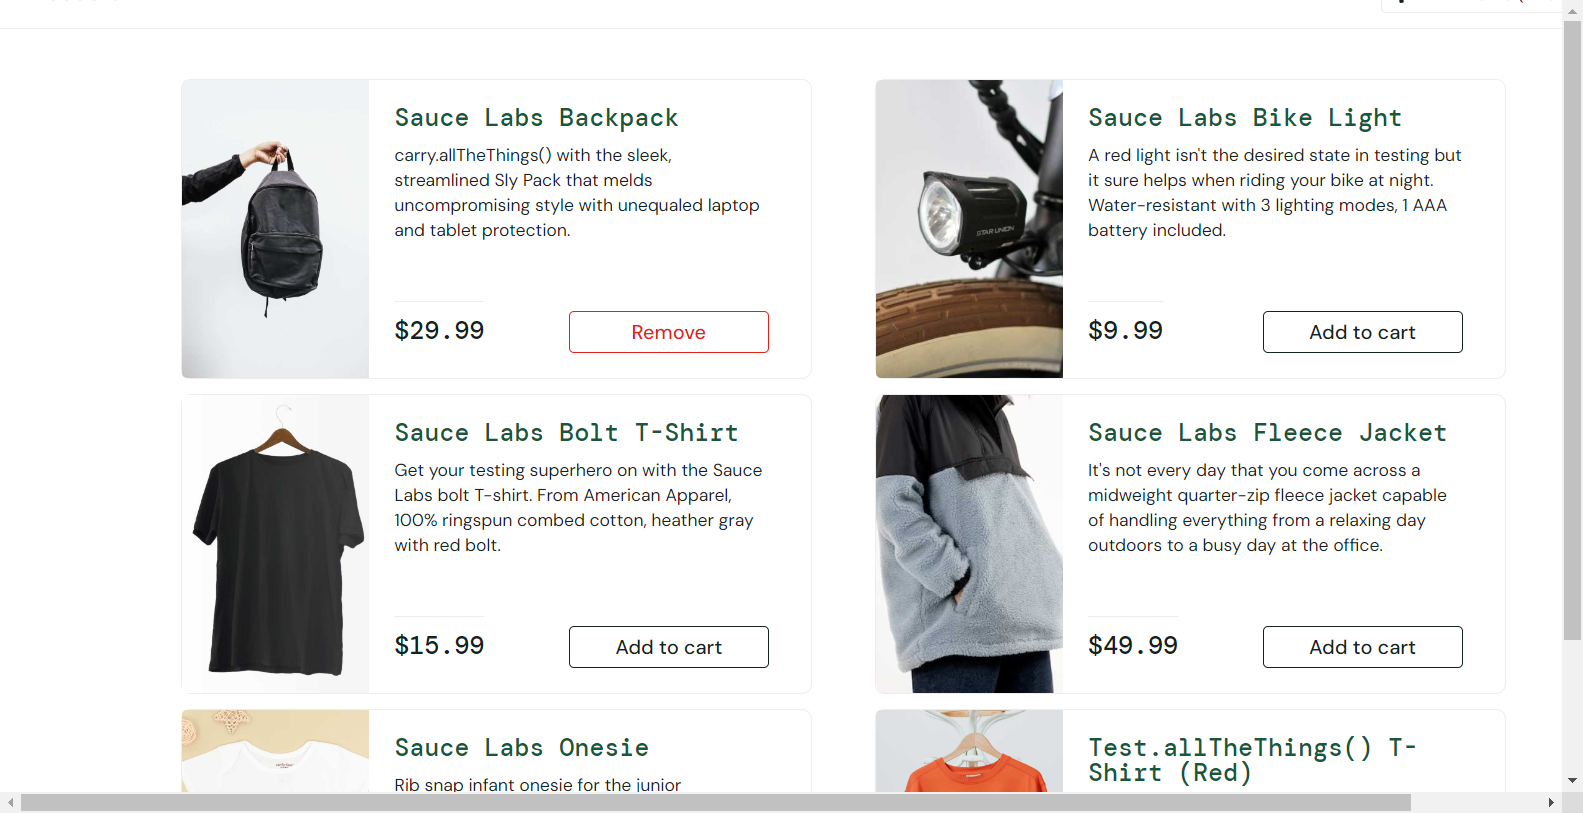 Sauce Labs Backpack
carry.allTheThings() with the sleek,
streamlined Sly Pack that melds
uncompromising style with unequaled laptop
and tablet protection.
$29.99
Remove
Sauce Labs Bike Light
A red light isn't the desired state in testing but
it sure helps when riding your bike at night.
Water-resistant with 3 lighting modes, 1 AAA
battery included.
$9.99
Add to cart
STAR UNION
Sauce Labs Bolt T-Shirt
Get your testing superhero on with the Sauce
Labs bolt T-shirt. From American Apparel,
100% ringspun combed cotton, heather gray
with red bolt.
$15.99
Add to cart
Sauce Labs Fleece Jacket
It's not every day that you come across a
midweight quarter-zip fleece jacket capable
of handling everything from a relaxing day
outdoors to a busy day at the office.
$49.99
Add to cart
Sauce Labs Onesie
Rib snap infant onesie for the junior
Test.allTheThings() T-
Shirt (Red)